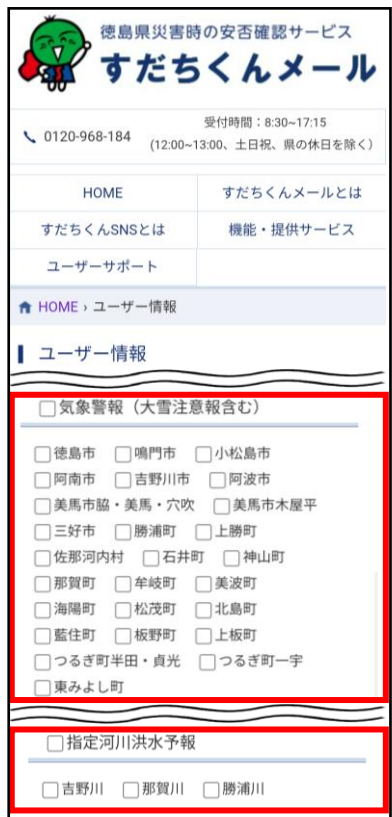 徳島県災害時の安否確認サービス
すだちくんメール
0120-968-184
受付時間：8:30~17:15
(12:00~13:00、土日祝、県の休日を除く)
HOME すだちくんメールとは
すだちくんSNSとは 機能・提供サービス
ユーザーサポート
HOME › ユーザー情報
ユーザー情報
気象警報（大雪注意報含む）
徳島市 鳴門市 小松島市
阿南市 吉野川市 阿波市
美馬市脇・美馬・穴吹 美馬市木屋平
三好市 勝浦町 上勝町
佐那河内村 石井町 神山町
那賀町 牟岐町 美波町
海陽町 松茂町 北島町
藍住町 板野町 上板町
つるぎ町半田・貞光 つるぎ町一宇
東みよし町
指定河川洪水予報
吉野川 那賀川 勝浦川